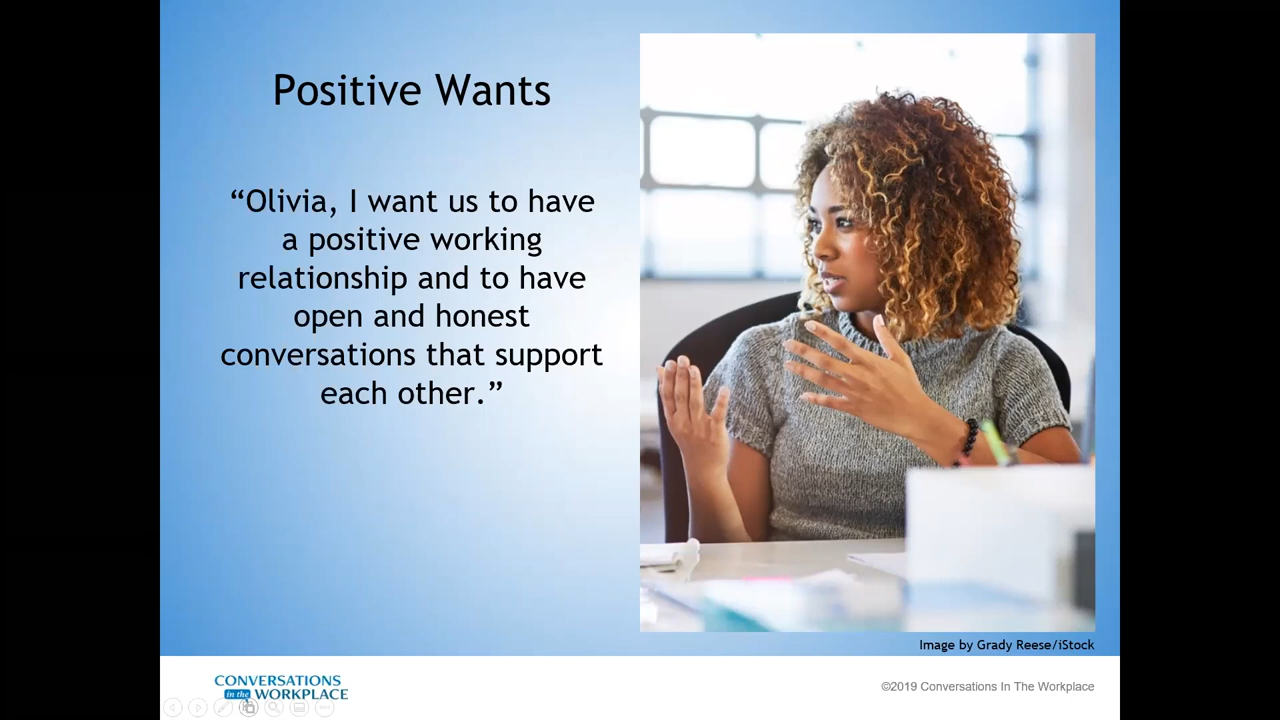 Positive Wants
“Olivia, I want us to have
a positive working
relationship and to have
open and honest
conversations that support
each other.”
Image by Grady Reese/iStock
CONVERSATIONS
in the WORKPLACE
©2019 Conversations In The Workplace